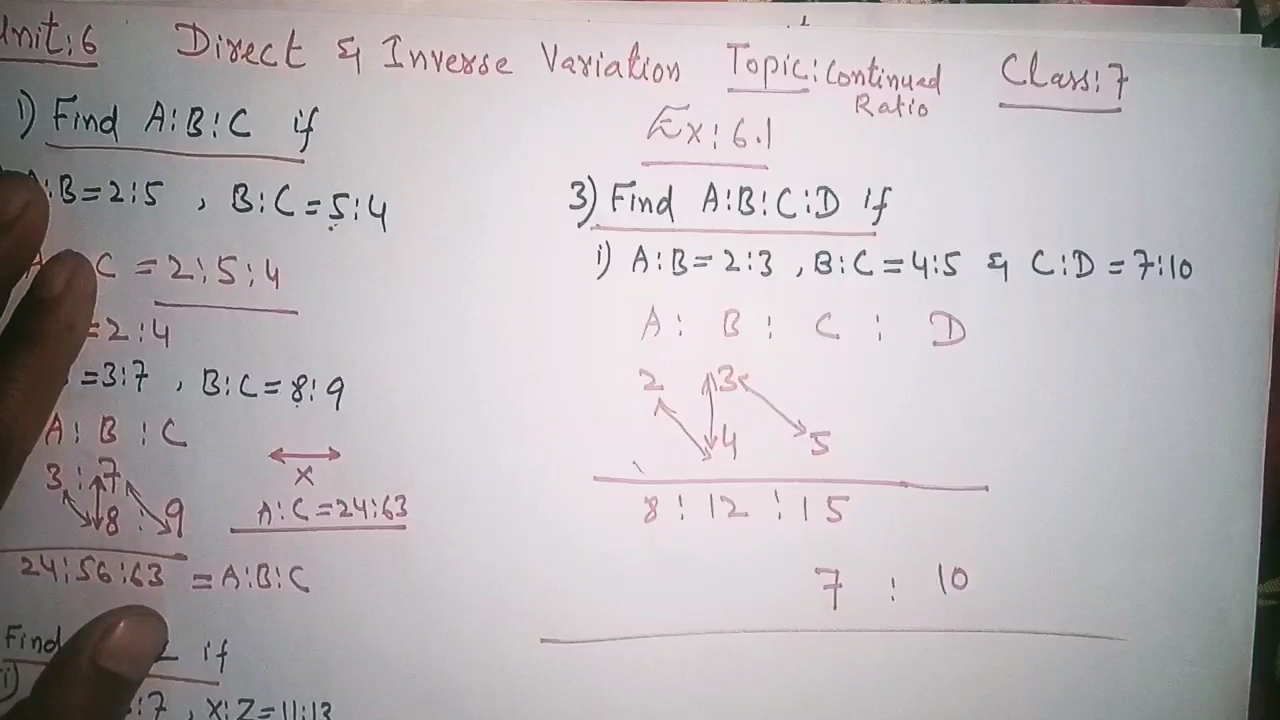 Unit:6 Direct & Inverse Variation Topic: Continued Ratio Class: 7
i) Find A:B:C if
A:B=2:5 , B:C=5:4
C = 2:5:4
=2:4
=3:7 , B:C=8:9
A : B : C
3 : 7
8 : 9
x
A:C=24:63
24:56:63 = A:B:C
Find if
i)
:7 , X:Z=11:13
Ex: 6.1
3) Find A:B:C:D if
i) A:B=2:3 , B:C=4:5 & C:D=7:10
A : B : C : D
2 3
4 5
8 : 12 : 15
7 : 10